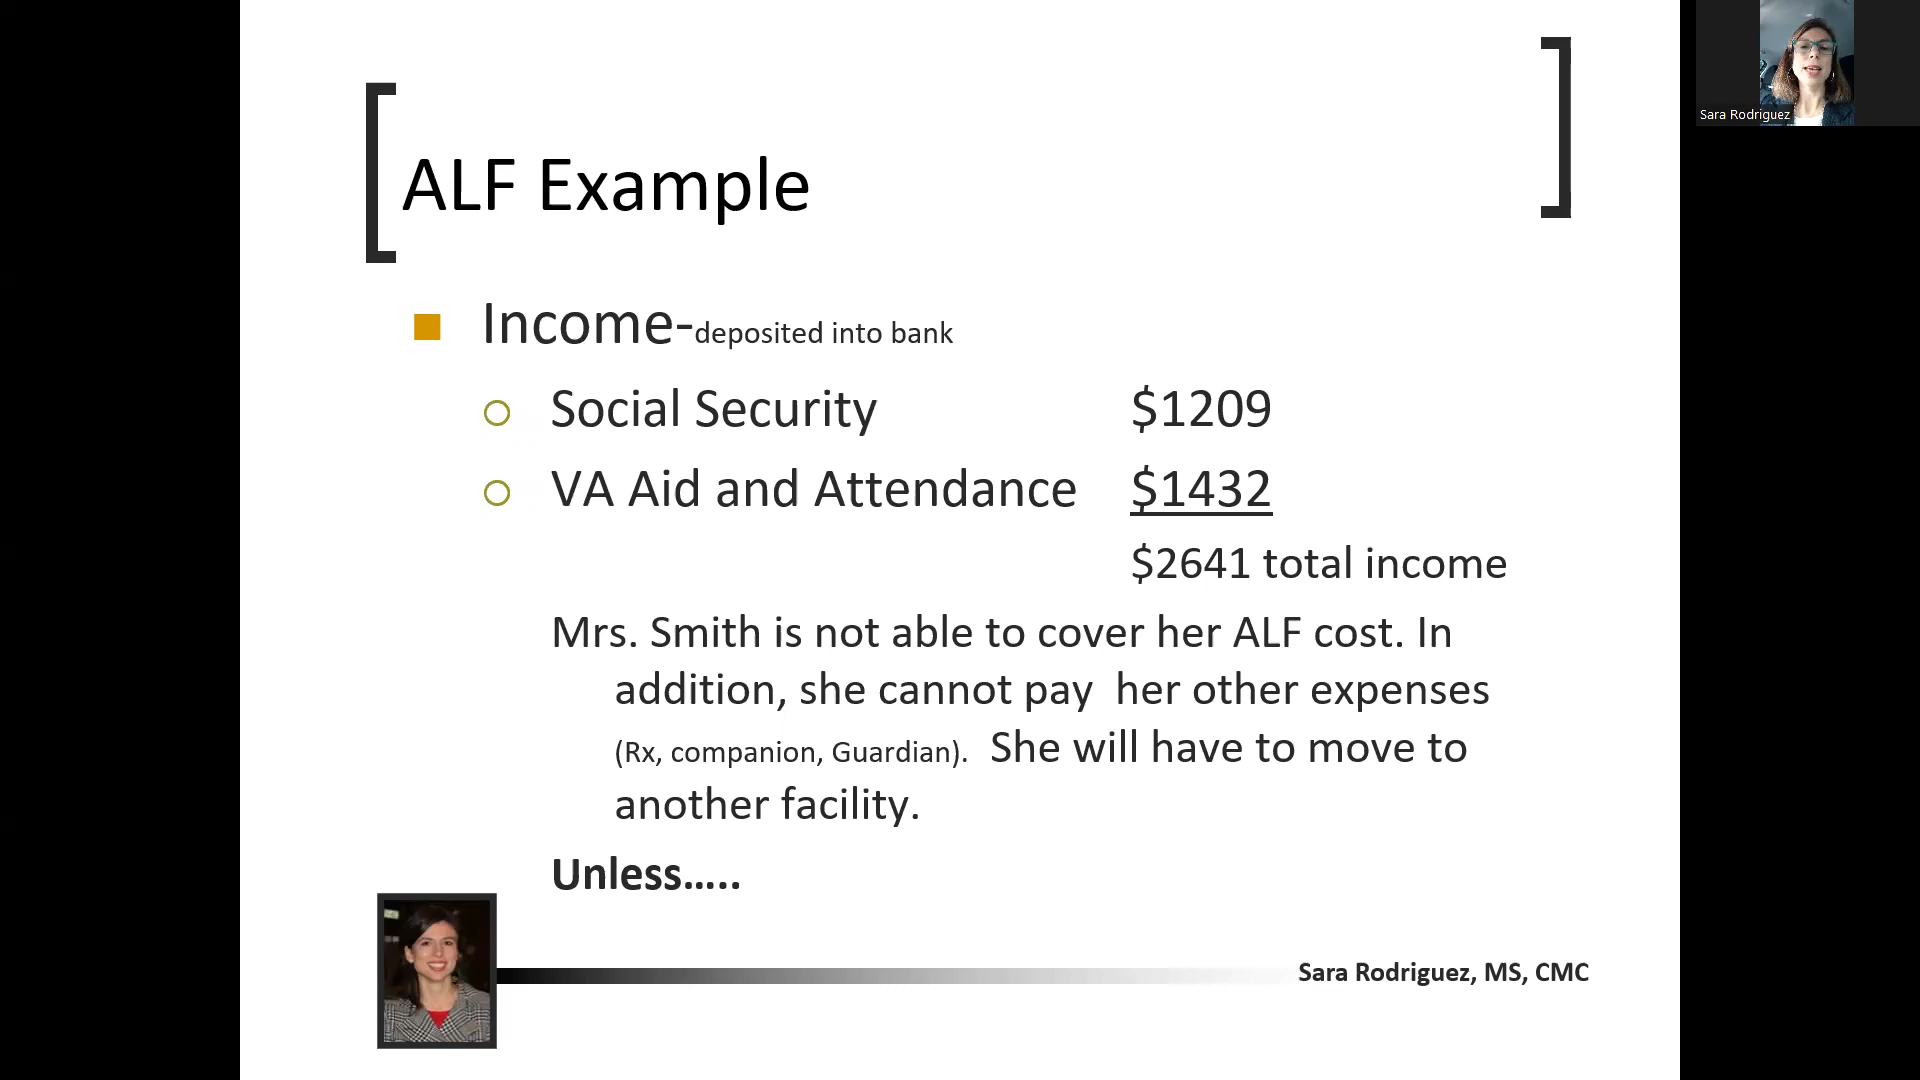 Sara Rodriguez
ALF Example
Income-deposited into bank
Social Security $1209
VA Aid and Attendance $1432
$2641 total income
Mrs. Smith is not able to cover her ALF cost. In
addition, she cannot pay her other expenses
(Rx, companion, Guardian). She will have to move to
another facility.
Unless…..
Sara Rodriguez, MS, CMC